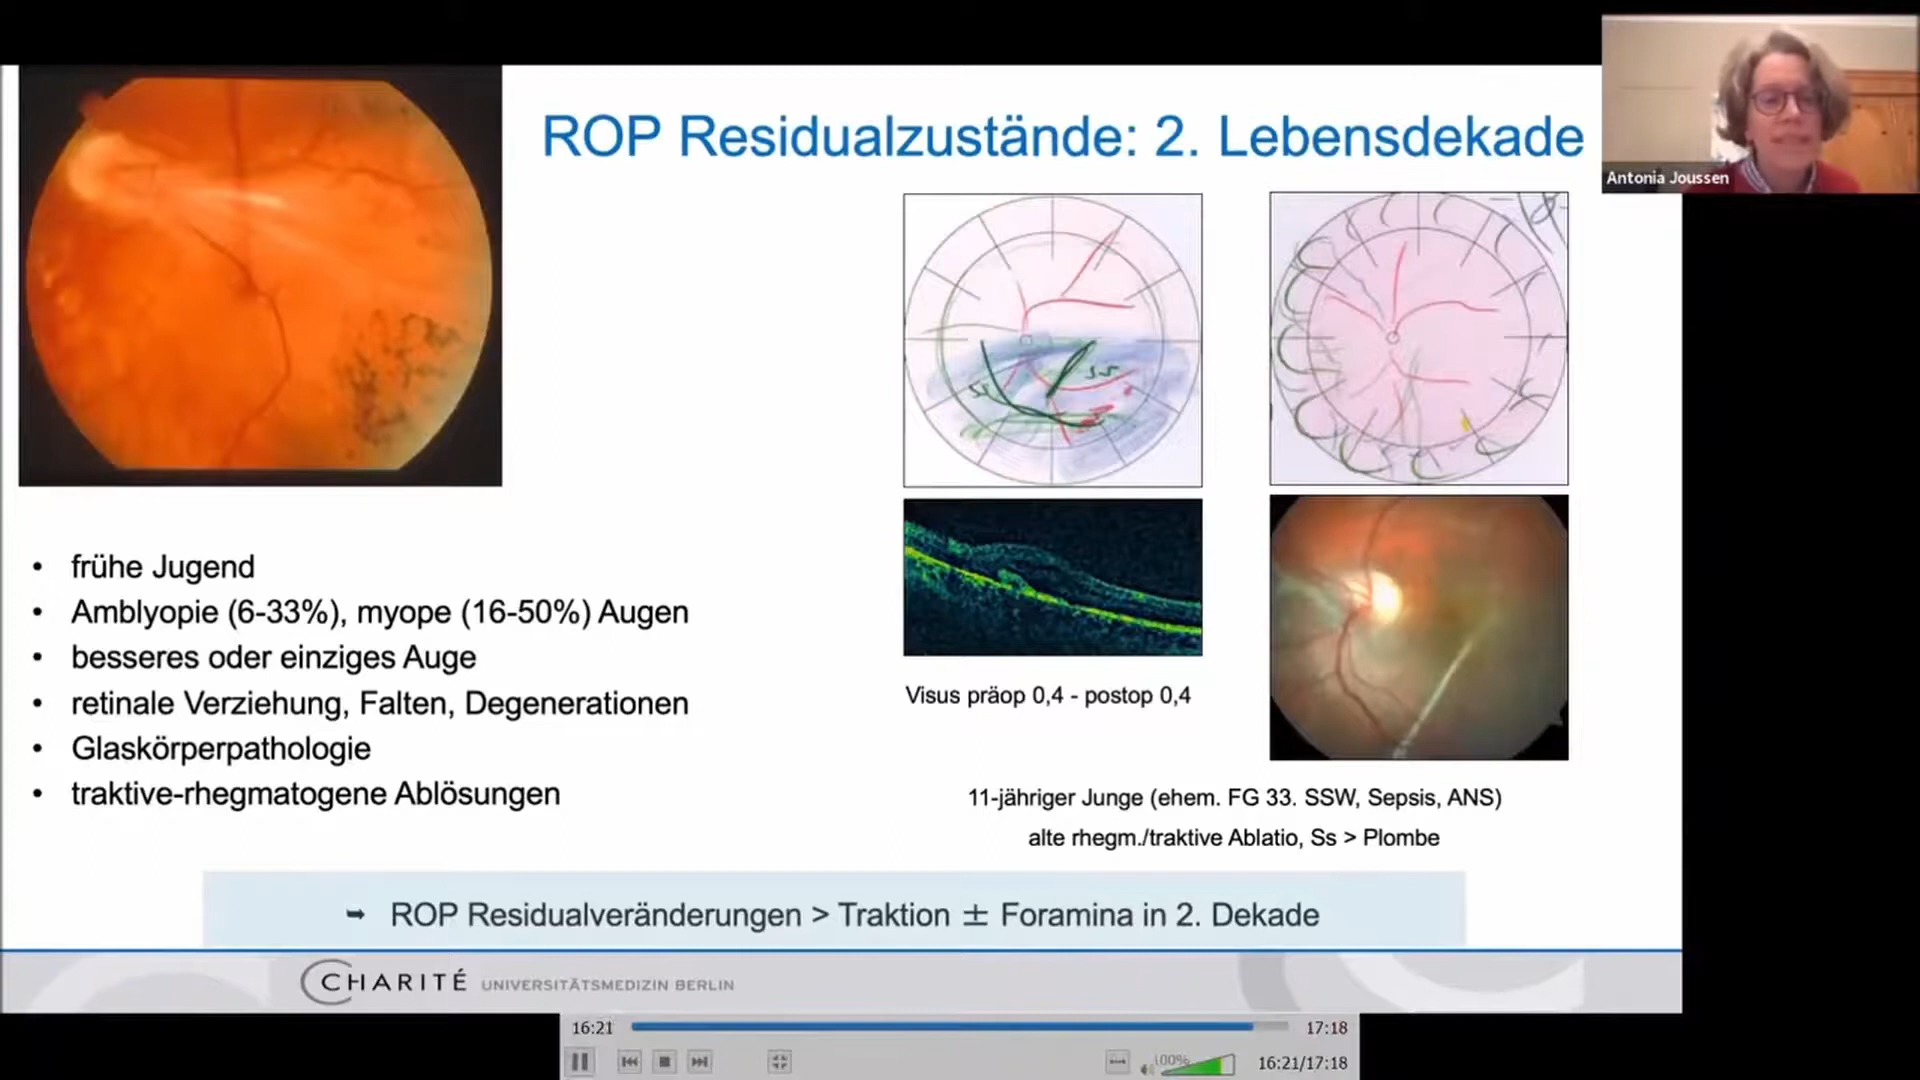 ROP Residualzustände: 2. Lebensdekade
Antonia Joussen
• frühe Jugend
• Amblyopie (6-33%), myope (16-50%) Augen
• besseres oder einziges Auge
• retinale Verziehung, Falten, Degenerationen
• Glaskörperpathologie
• traktive-rhegmatogene Ablösungen
SS
SS
Visus präop 0,4 - postop 0,4
11-jähriger Junge (ehem. FG 33. SSW, Sepsis, ANS)
alte rhegm./traktive Ablatio, Ss > Plombe
➥ ROP Residualveränderungen > Traktion ± Foramina in 2. Dekade
CHARITÉ UNIVERSITÄTSMEDIZIN BERLIN
16:21 17:18
100% 16:21/17:18